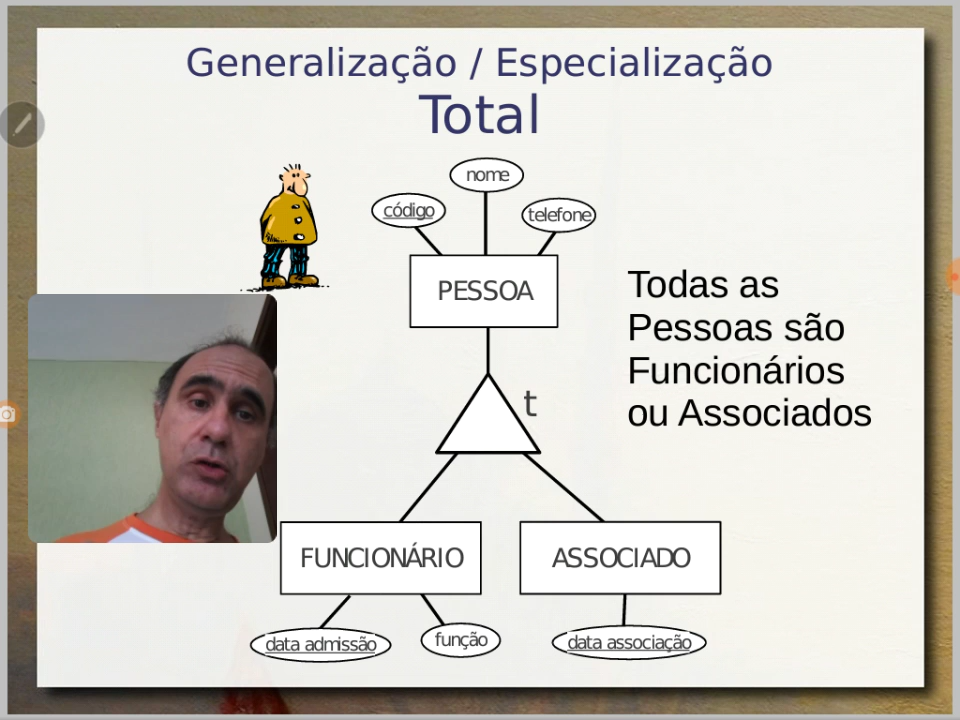 Generalização / Especialização
Total
nome
código
telefone
PESSOA
Todas as
Pessoas são
Funcionários
ou Associados
t
FUNCIONÁRIO
ASSOCIADO
data admissão
função
data associação